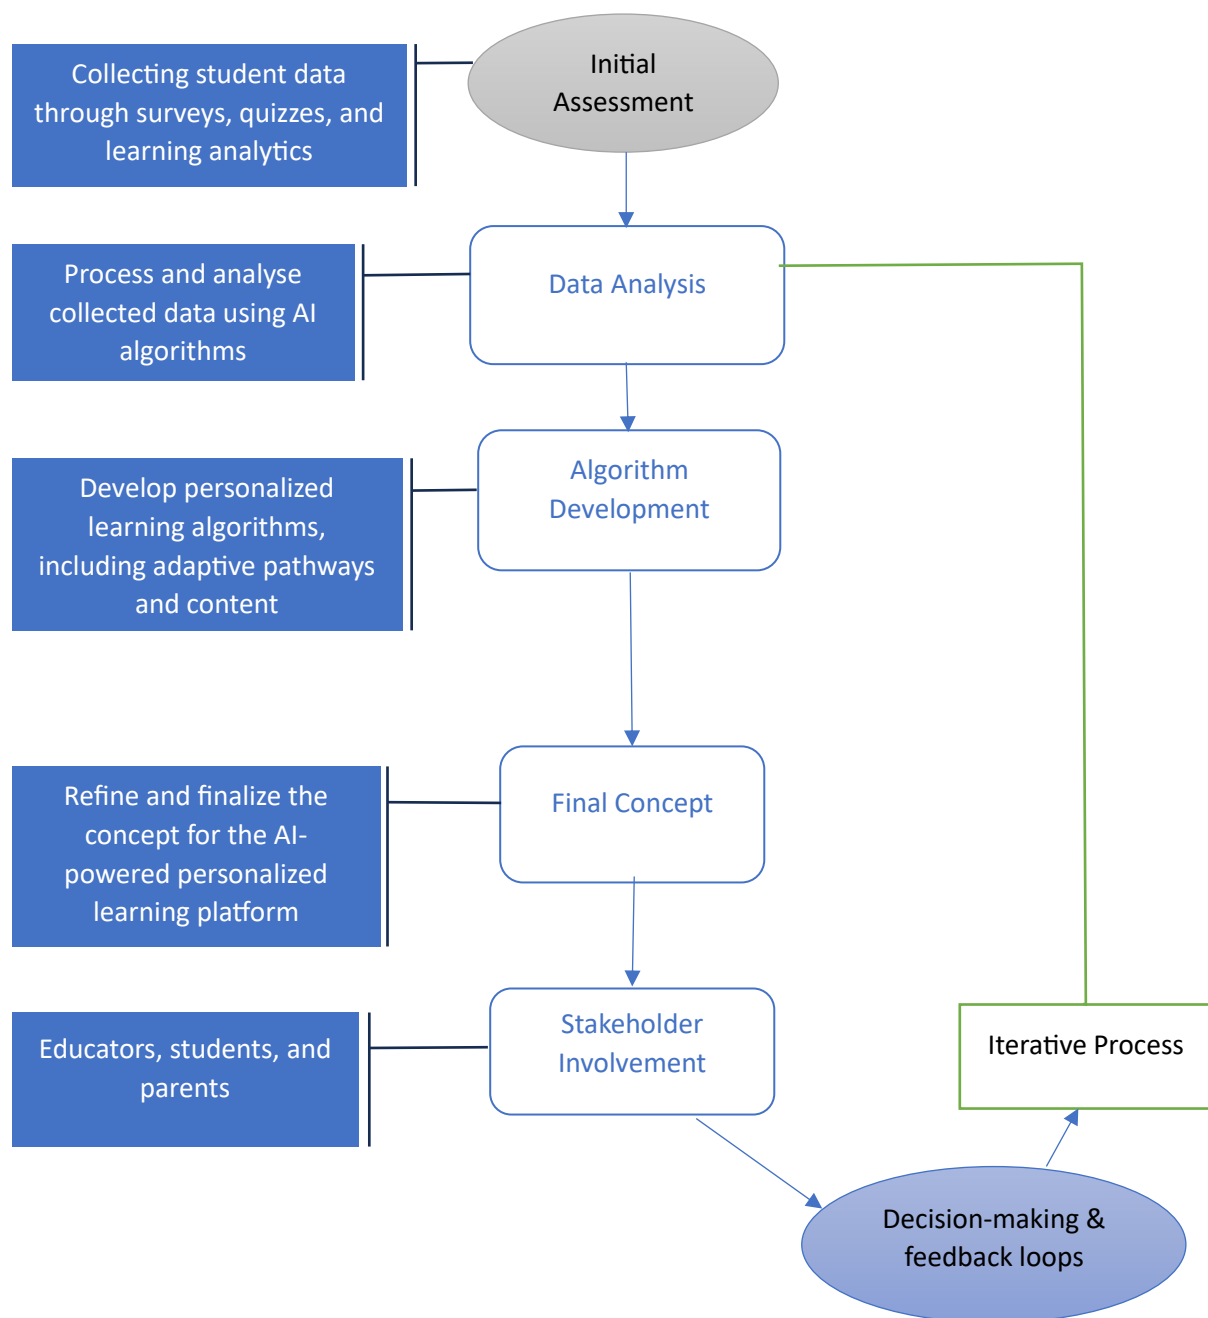 Initial
Assessment
Collecting student data
through surveys, quizzes, and
learning analytics
Data Analysis
Process and analyse
collected data using AI
algorithms
Algorithm
Development
Develop personalized
learning algorithms,
including adaptive pathways
and content
Final Concept
Refine and finalize the
concept for the AI-
powered personalized
learning platform
Stakeholder
Involvement
Educators, students, and
parents
Iterative Process
Decision-making &
feedback loops